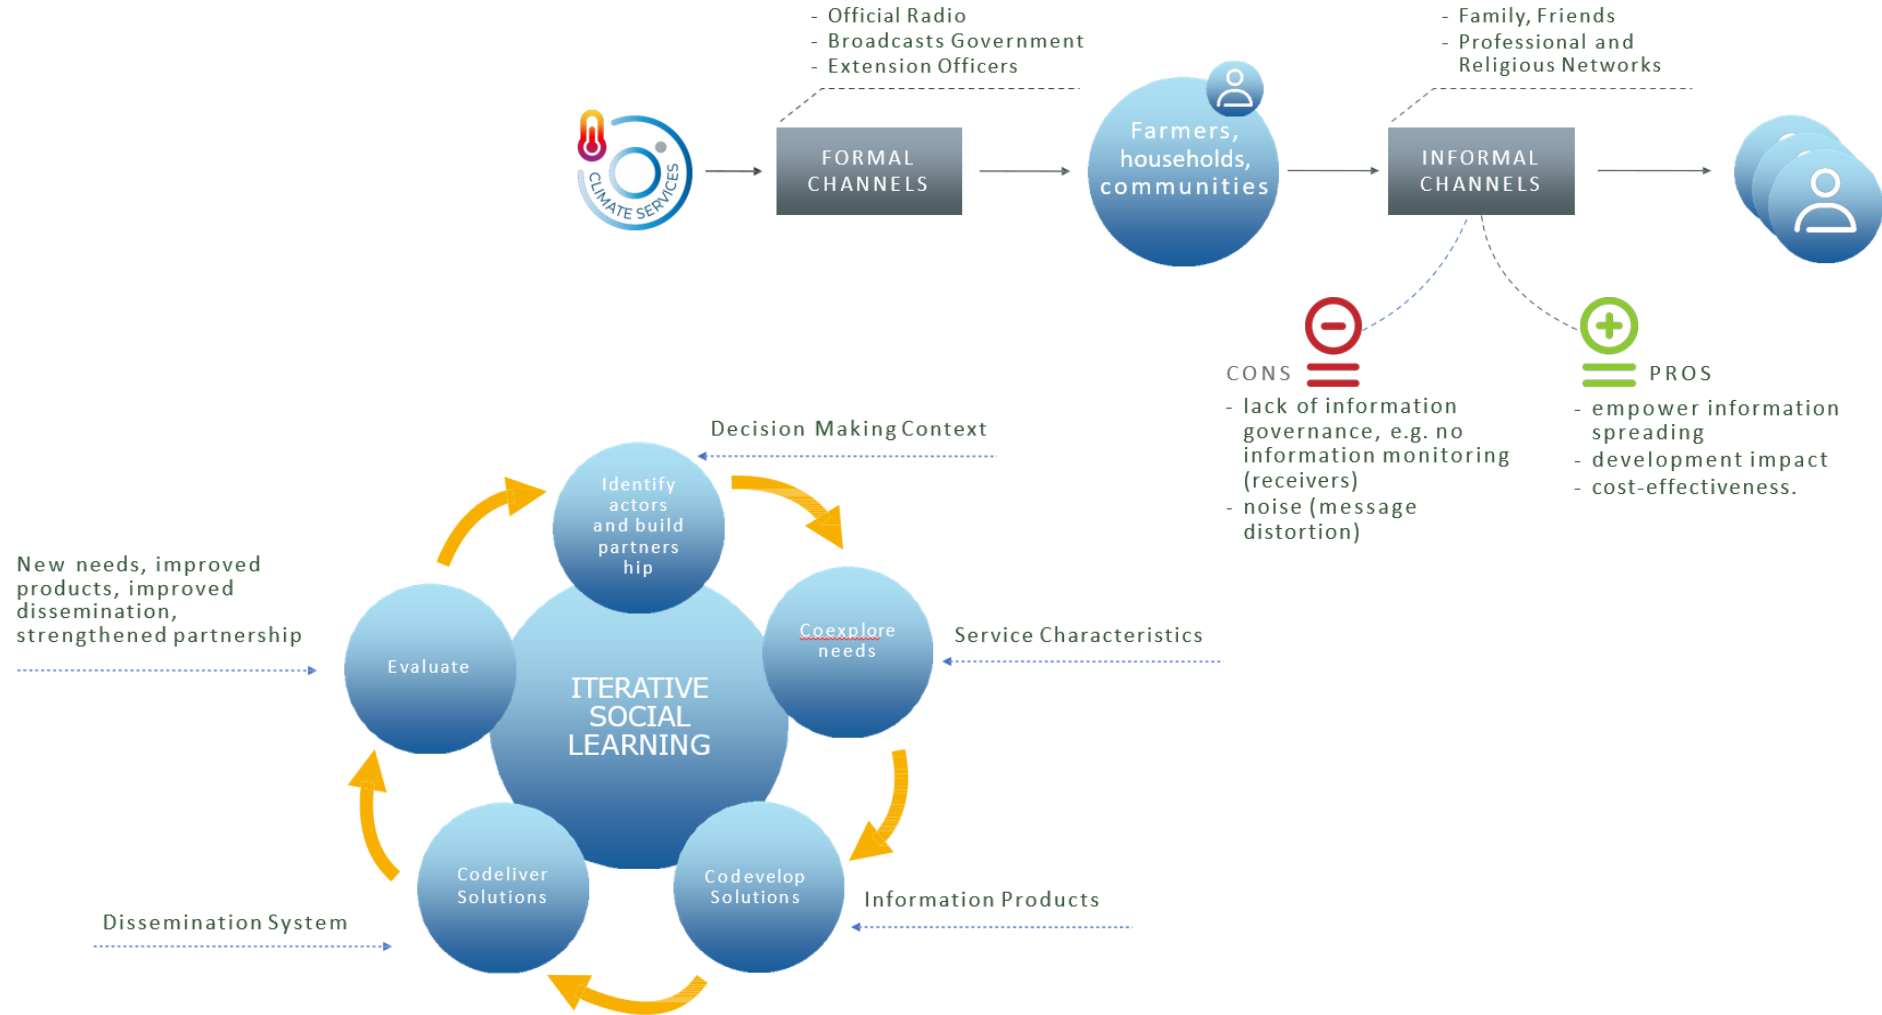 - Official Radio
- Broadcasts Government
- Extension Officers
- Family, Friends
- Professional and
Religious Networks
CLIMATE SERVICES
FORMAL
CHANNELS
Farmers,
households,
communities
INFORMAL
CHANNELS
CONS
- lack of information
governance, e.g. no
information monitoring
(receivers)
- noise (message
distortion)
PROS
- empower information
spreading
- development impact
- cost-effectiveness.
Decision Making Context
Identify
actors
and build
partners
hip
New needs, improved
products, improved
dissemination,
strengthened partnership
Coexplore
needs
Service Characteristics
Evaluate
ITERATIVE
SOCIAL
LEARNING
Codeliver
Solutions
Codevelop
Solutions
Information Products
Dissemination System